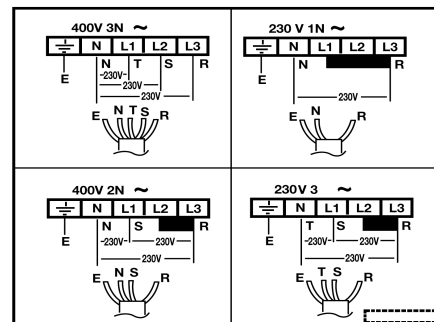 400V 3N ~
N L1 L2 L3
E N T S R
230V
230V
230V
E N T S R
230 V 1N ~
N L1 L2 L3
E N R
230V
E N R
400V 2N ~
N L1 L2 L3
E N S R
230V 230V
230V
E N S R
230V 3 ~
N L1 L2 L3
E T S R
230V 230V
230V
E T S R